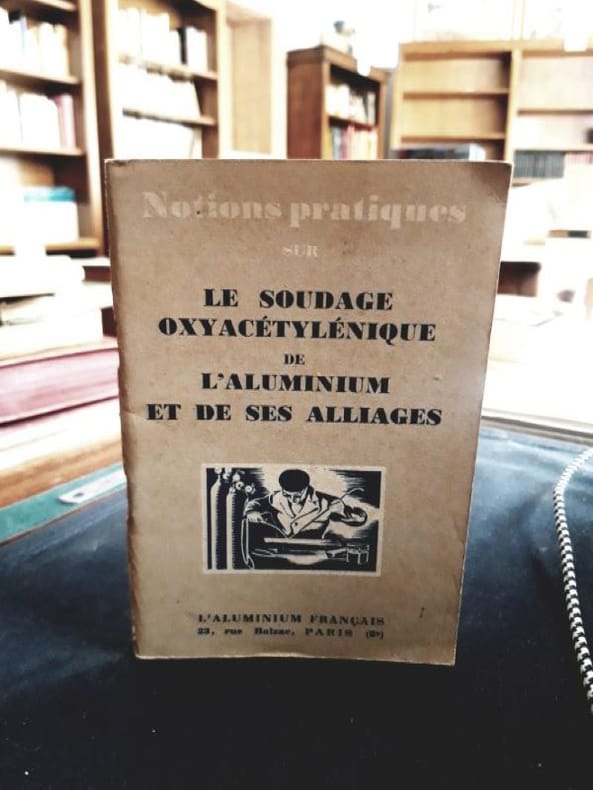 Notions pratiques
SUR
LE SOUDAGE
OXYACÉTYLÉNIQUE
DE
L'ALUMINIUM
ET DE SES ALLIAGES
L'ALUMINIUM FRANÇAIS
23, rue Balzac, PARIS (8e)